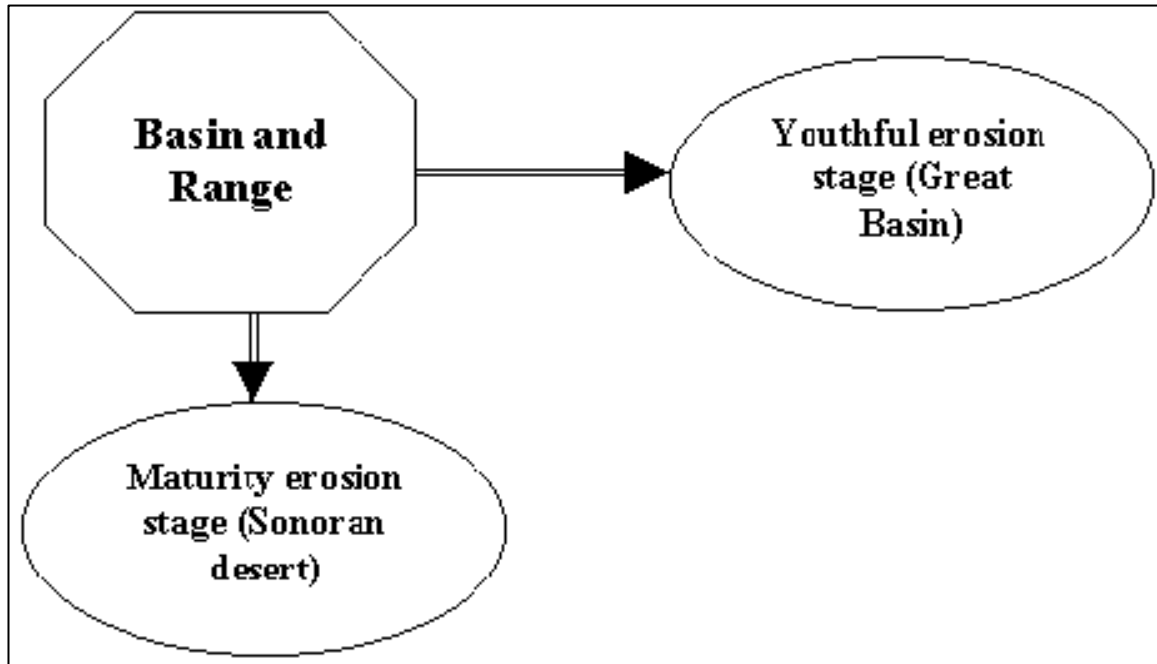 Basin and
Range
Youthful erosion
stage (Great
Basin)
Maturity erosion
stage (Sonoran
desert)